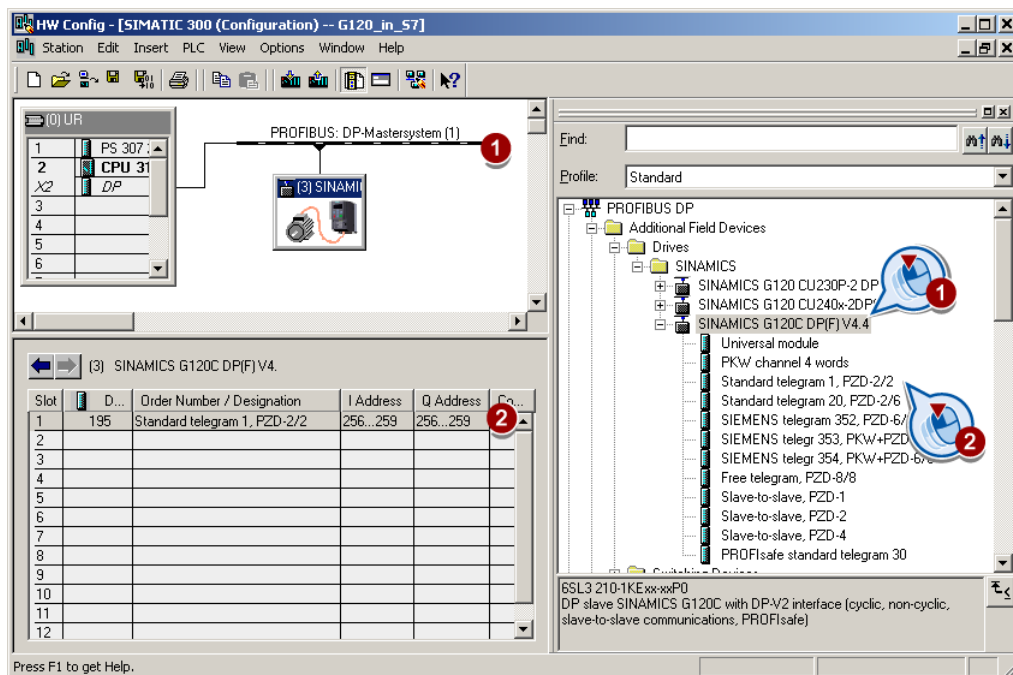 HW Config - [SIMATIC 300 (Configuration) -- G120_in_S7]
Station Edit Insert PLC View Options Window Help
(0) UR
1 PS 307
2 CPU 31
X2 DP
3
4
5
6
PROFIBUS: DP-Mastersystem (1)
1
(3) SINAMI
(3) SINAMICS G120C DP(F) V4.
Slot D... Order Number / Designation I Address Q Address Co...
1 195 Standard telegram 1, PZD-2/2 256...259 256...259
2
2
3
4
5
6
7
8
9
10
11
12
Find:
Profile: Standard
PROFIBUS DP
Additional Field Devices
Drives
SINAMICS
SINAMICS G120 CU230P-2 DP
SINAMICS G120 CU240x-2DP
1
SINAMICS G120C DP(F) V4.4
Universal module
PKW channel 4 words
Standard telegram 1, PZD-2/2
Standard telegram 20, PZD-2/6
SIEMENS telegram 352, PZD-6/
SIEMENS telegr 353, PKW+PZD
2
SIEMENS telegr 354, PKW+PZD-6/
Free telegram, PZD-8/8
Slave-to-slave, PZD-1
Slave-to-slave, PZD-2
Slave-to-slave, PZD-4
PROFIsafe standard telegram 30
6SL3 210-1KExx-xxP0
DP slave SINAMICS G120C with DP-V2 interface (cyclic, non-cyclic,
slave-to-slave communications, PROFIsafe)
Press F1 to get Help.